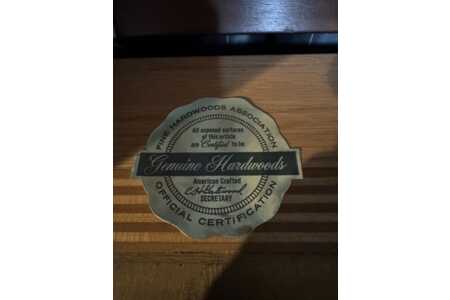 FINE HARDWOODS ASSOCIATION
All exposed surfaces
of this article
are Certified to be
Genuine Hardwoods
American Crafted
SECRETARY
OFFICIAL CERTIFICATION